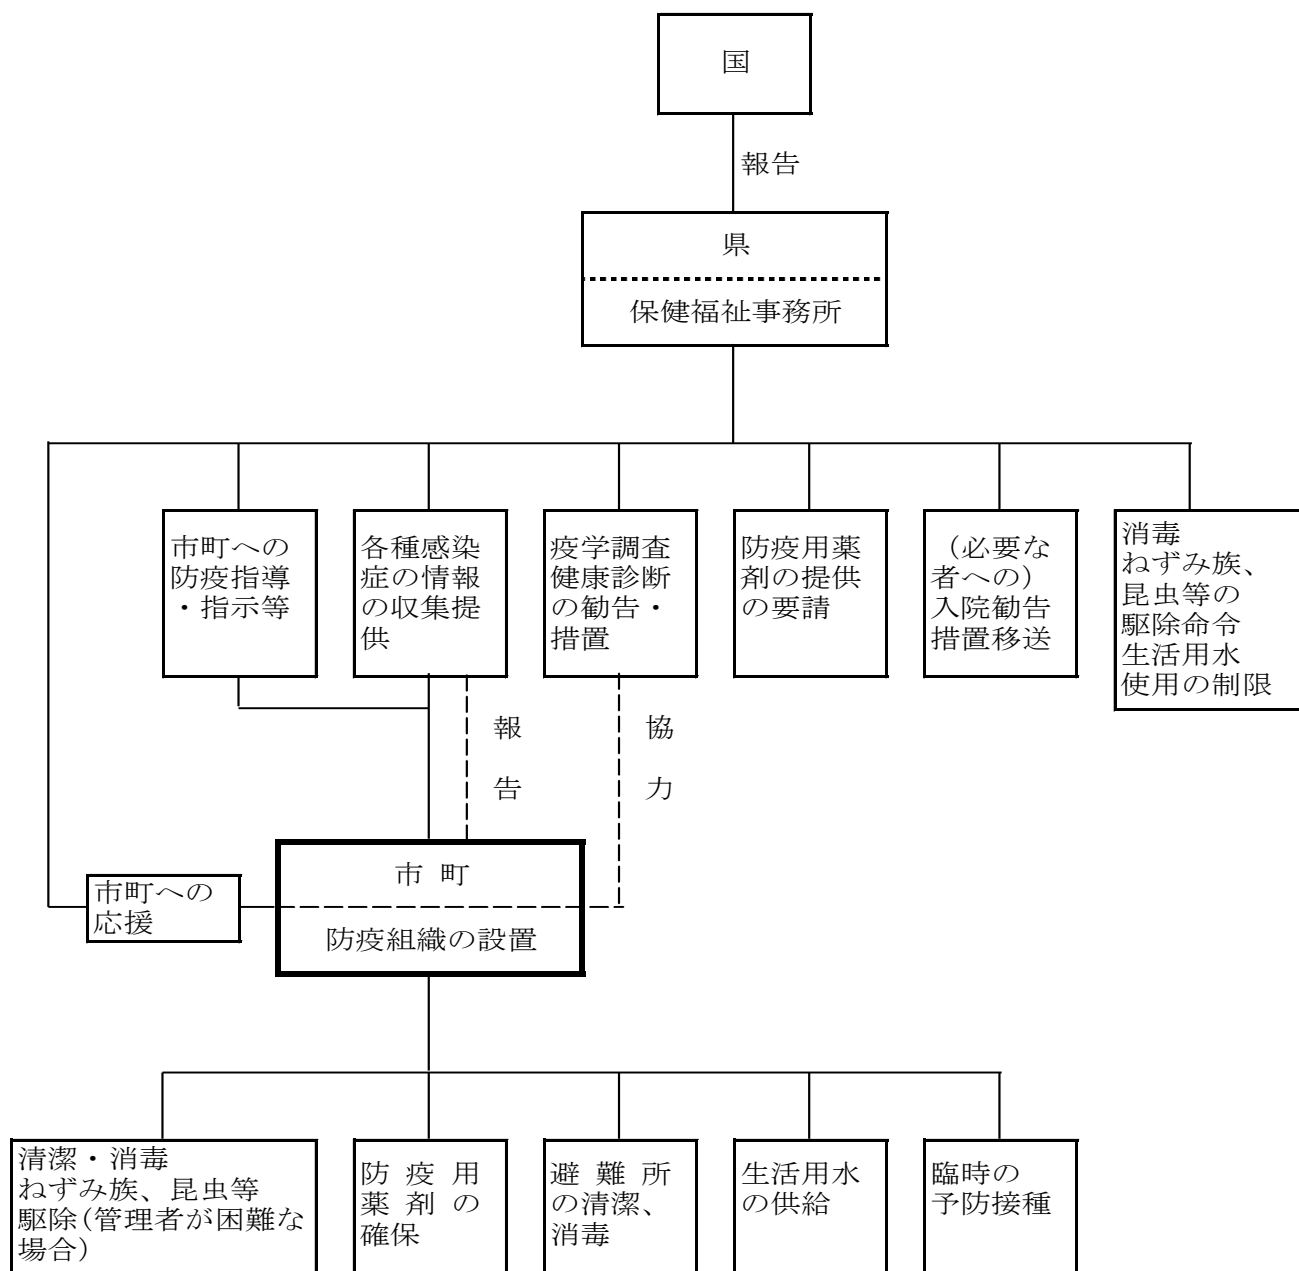 国
報告
県
保健福祉事務所
市町への
防疫指導
・指示等
各種感染
症の情報
の収集提
供
疫学調査
健康診断
の勧告・
措置
防疫用薬
剤の提供
の要請
（必要な
者への）
入院勧告
措置移送
消毒
ねずみ族、
昆虫等の
駆除命令
生活用水
使用の制限
報
告
協
力
市町への
応援
市 町
防疫組織の設置
清潔・消毒
ねずみ族、昆虫等
駆除(管理者が困難な
場合)
防 疫 用
薬 剤 の
確保
避 難 所
の清潔、
消毒
生活用水
の供給
臨時の
予防接種